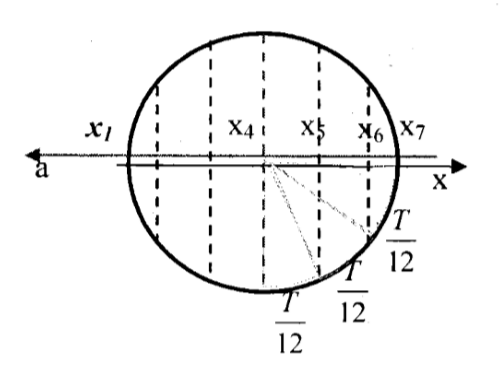 x₁ x₄ x₅ x₆ x₇
a x
T/12
T/12
T/12